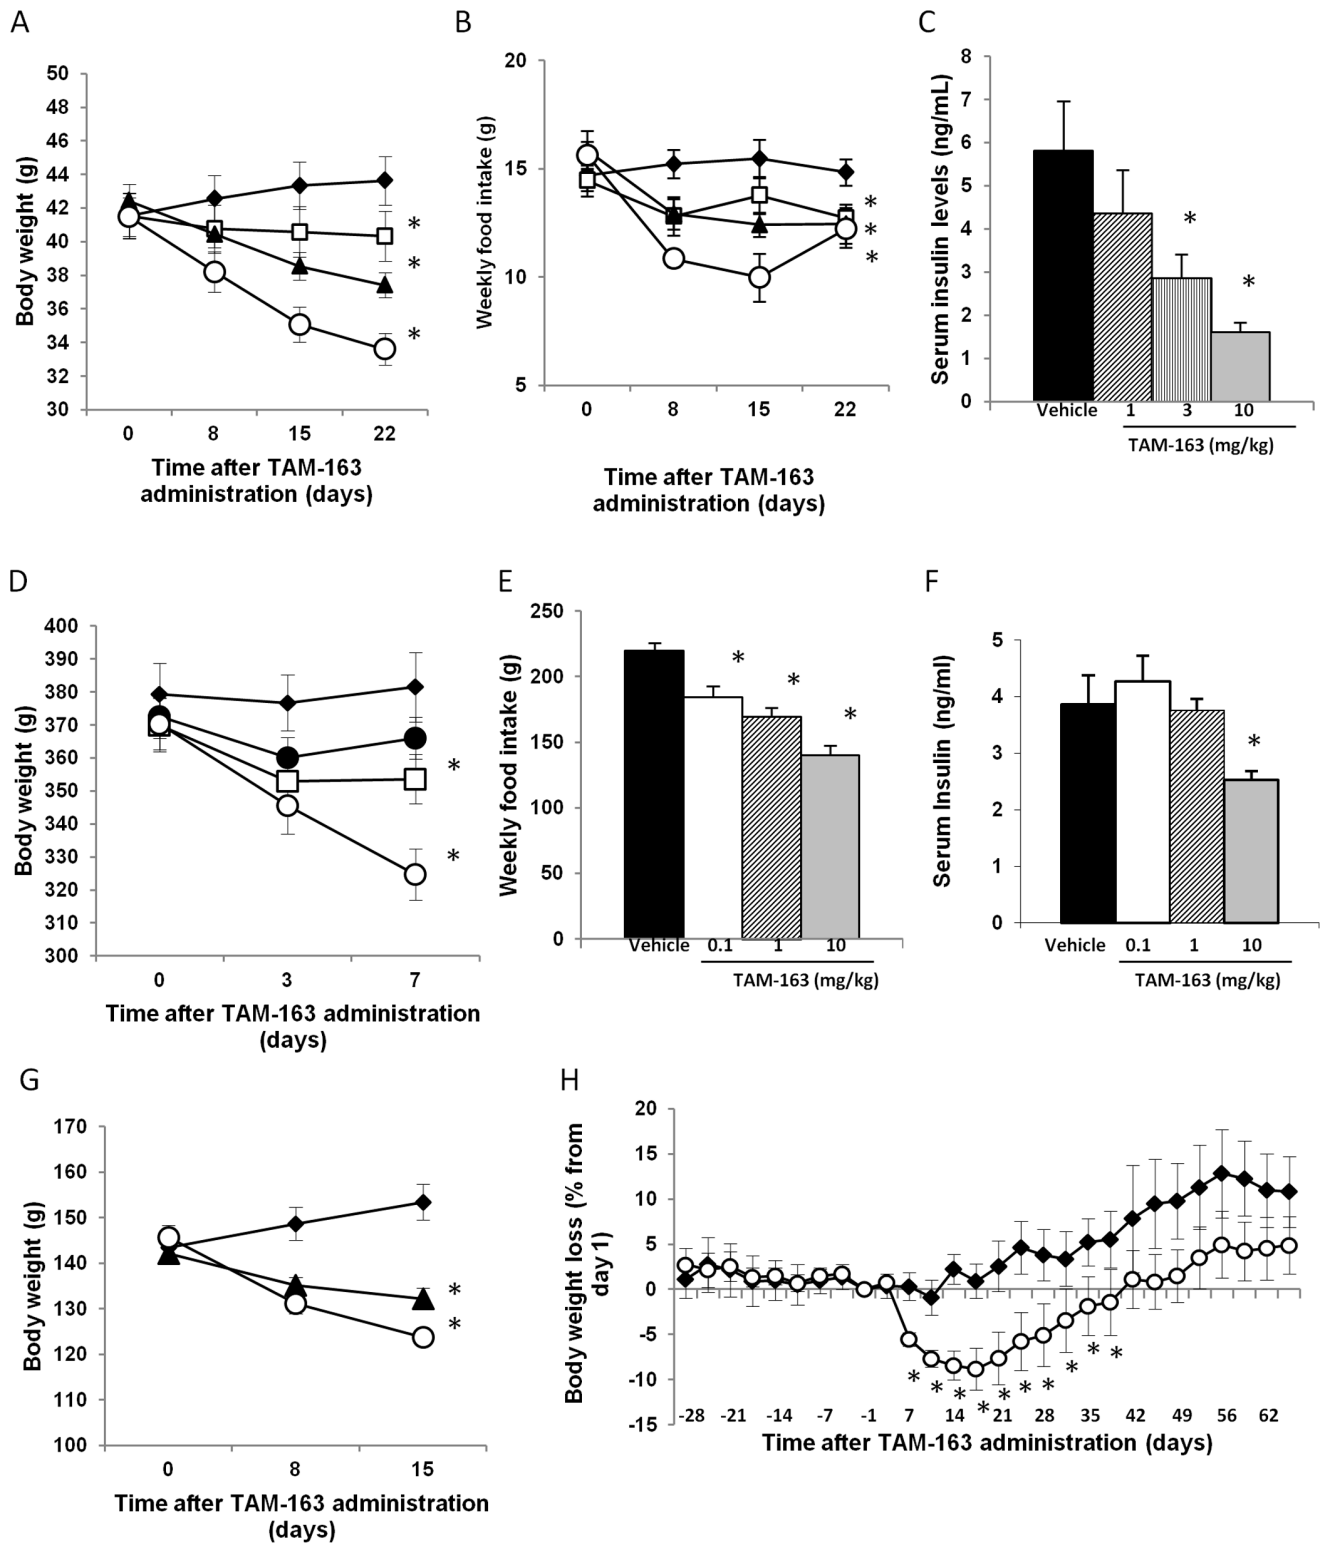 A
B
C
50
48
46
44
42
40
38
36
34
32
30
Body weight (g)
*
*
*
0 8 15 22
Time after TAM-163
administration (days)
20
15
10
5
Weekly food intake (g)
*
*
*
0 8 15 22
Time after TAM-163
administration (days)
8
7
6
5
4
3
2
1
0
Serum insulin levels (ng/mL)
*
*
Vehicle 1 3 10
TAM-163 (mg/kg)
D
E
F
400
390
380
370
360
350
340
330
320
310
300
Body weight (g)
*
*
0 3 7
Time after TAM-163 administration
(days)
250
200
150
100
50
0
Weekly food intake (g)
*
*
*
Vehicle 0.1 1 10
TAM-163 (mg/kg)
5
4
3
2
1
0
Serum Insulin (ng/ml)
*
Vehicle 0.1 1 10
TAM-163 (mg/kg)
G
H
170
160
150
140
130
120
110
100
Body weight (g)
*
*
0 8 15
Time after TAM-163 administration
(days)
20
15
10
5
0
-5
-10
-15
Body weight loss (% from
day 1)
* * * * * * * * * *
-28 -21 -14 -7 -1 7 14 21 28 35 42 49 56 62
Time after TAM-163 administration (days)